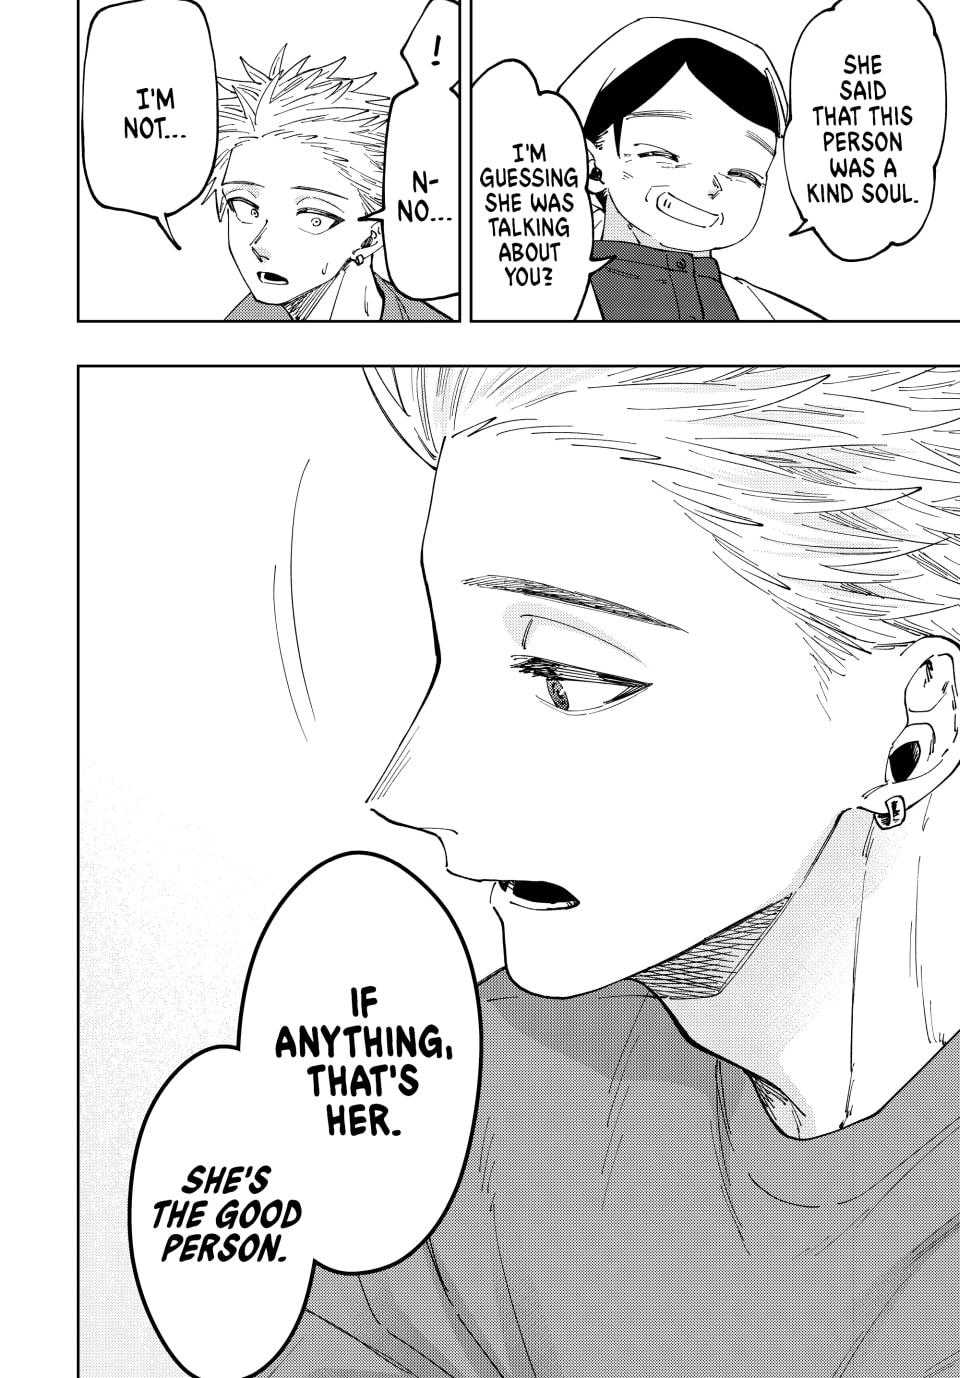 SHE
SAID
THAT THIS
PERSON
WAS A
KIND SOUL.
I'M
GUESSING
SHE WAS
TALKING
ABOUT
YOU?
!
N-
NO...
I'M
NOT...
IF
ANYTHING,
THAT'S
HER.
SHE'S
THE GOOD
PERSON.